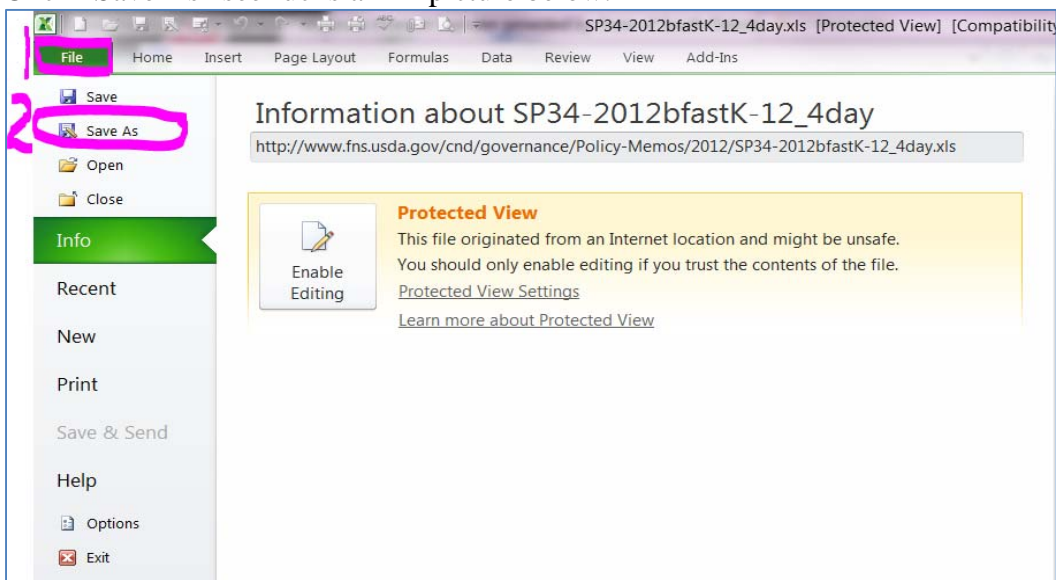 SP34-2012bfastK-12_4day.xls [Protected View] [Compatibility
1
File Home Insert Page Layout Formulas Data Review View Add-Ins
Save
2
Save As
Open
Close
Info
Recent
New
Print
Save & Send
Help
Options
Exit
Information about SP34-2012bfastK-12_4day
http://www.fns.usda.gov/cnd/governance/Policy-Memos/2012/SP34-2012bfastK-12_4day.xls
Enable
Editing
Protected View
This file originated from an Internet location and might be unsafe.
You should only enable editing if you trust the contents of the file.
Protected View Settings
Learn more about Protected View